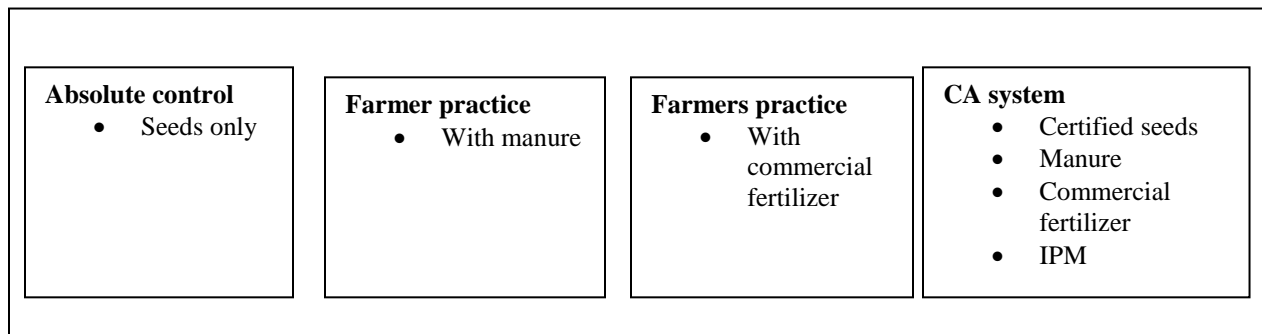 Absolute control
• Seeds only
Farmer practice
• With manure
Farmers practice
• With
commercial
fertilizer
CA system
• Certified seeds
• Manure
• Commercial
fertilizer
• IPM